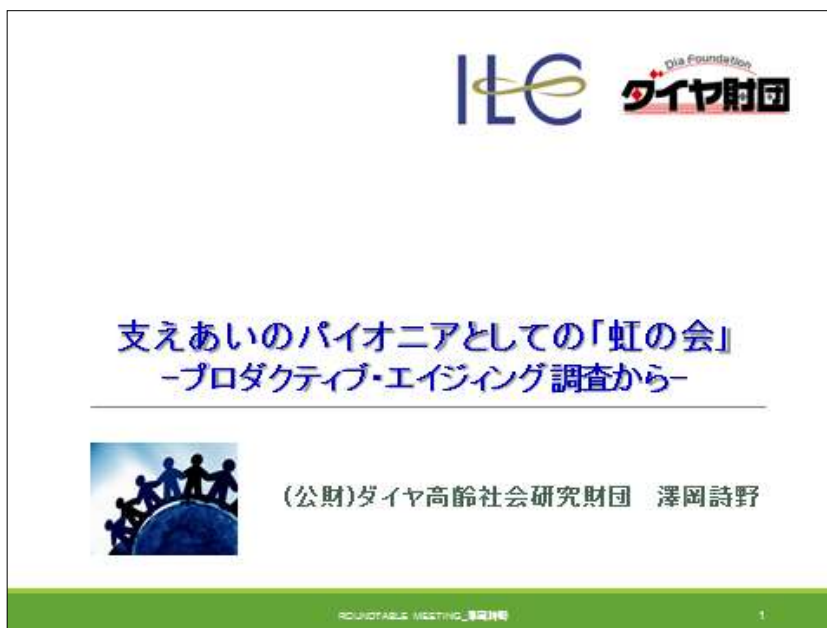 ILC
Dia Foundation
ダイヤ財団
支えあいのパイオニアとしての「虹の会」
－プロダクティブ・エイジィング調査から－
(公財)ダイヤ高齢社会研究財団　澤岡詩野
ROUNDTABLE MEETING_澤岡詩野
1